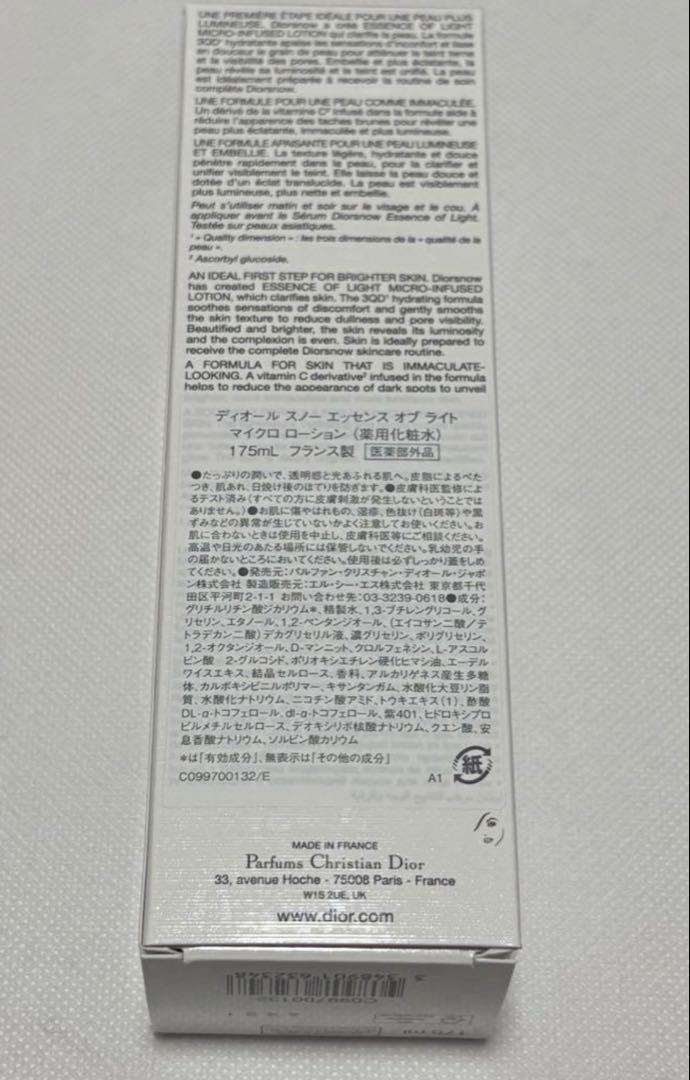 UNE PREMIÈRE ÉTAPE IDÉALE POUR UNE PEAU PLUS
LUMINEUSE. Diorsnow a créé ESSENCE OF LIGHT
MICRO-INFUSED LOTION qui clarifie la peau. La formule
3QD¹ hydratante apaise les sensations d'inconfort et lisse
en douceur le grain de peau pour atténuer le teint terne
et la visibilité des pores. Embellie et plus éclatante, la
peau révèle sa luminosité et le teint est unifié. La peau
est idéalement préparée à recevoir la routine de soin
complète Diorsnow.
UNE FORMULE POUR UNE PEAU COMME IMMACULÉE.
Un dérivé de la vitamine C² infusé dans la formule aide à
réduire l'apparence des taches brunes pour révéler une
peau plus éclatante, immaculée et plus lumineuse.
UNE FORMULE APAISANTE POUR UNE PEAU LUMINEUSE
ET EMBELLIE. La texture légère, hydratante et douce
pénètre rapidement dans la peau, pour la clarifier et
unifier visiblement le teint. Elle laisse la peau douce et
dotée d'un éclat translucide. La peau est visiblement
plus lumineuse, plus nette et embellie.
Peut s'utiliser matin et soir sur le visage et le cou. À
appliquer avant le Sérum Diorsnow Essence of Light.
Testée sur peaux asiatiques.
¹ « Quality dimension » : les trois dimensions de la « qualité de la
peau ».
² Ascorbyl glucoside.
AN IDEAL FIRST STEP FOR BRIGHTER SKIN. Diorsnow
has created ESSENCE OF LIGHT MICRO-INFUSED
LOTION, which clarifies skin. The 3QD¹ hydrating formula
soothes sensations of discomfort and gently smooths
the skin texture to reduce dullness and pore visibility.
Beautified and brighter, the skin reveals its luminosity
and the complexion is even. Skin is ideally prepared to
receive the complete Diorsnow skincare routine.
A FORMULA FOR SKIN THAT IS IMMACULATE-
LOOKING. A vitamin C derivative² infused in the formula
helps to reduce the appearance of dark spots to unveil
ディオール スノー エッセンス オブ ライト
マイクロ ローション (薬用化粧水)
175mL フランス製 医薬部外品
●たっぷりの潤いで、透明感と光あふれる肌へ。皮脂によるべた
つき、肌あれ、日焼け後のほてりを防ぎます。●皮膚科医監修によ
るテスト済み(すべての方に皮膚刺激が発生しないということでは
ありません。)●お肌に傷やはれもの、湿疹、色抜け(白斑等)や黒
ずみなどの異常が生じていないかよく注意してお使いください。お
肌に合わないときは使用を中止し、皮膚科医等にご相談ください。
高温や日光のあたる場所には保管しないでください。乳幼児の手
の届かないところにおいてください。使用後は必ずしっかり蓋をしめ
てください。●発売元:パルファン・クリスチャン・ディオール・ジャポ
ン株式会社 製造販売元:エル・シー・エス株式会社 東京都千代
田区平河町2-1-1 お問い合わせ先:03-3239-0618●成分:
グリチルリチン酸ジカリウム*、精製水、1,3-ブチレングリコール、グ
リセリン、エタノール、1,2-ペンタンジオール、(エイコサン二酸/テ
トラデカン二酸)デカグリセリル液、濃グリセリン、ポリグリセリン、
1,2-オクタンジオール、D-マンニット、クロルフェネシン、L-アスコル
ビン酸 2-グルコシド、ポリオキシエチレン硬化ヒマシ油、エーデル
ワイスエキス、結晶セルロース、香料、アルカリゲネス産生多糖
体、カルボキシビニルポリマー、キサンタンガム、水酸化大豆リン脂
質、水酸化ナトリウム、ニコチン酸アミド、トウキエキス(1)、酢酸
DL-α-トコフェロール、dl-α-トコフェロール、紫401、ヒドロキシプロ
ピルメチルセルロース、デオキシリボ核酸ナトリウム、クエン酸、安
息香酸ナトリウム、ソルビン酸カリウム
*は「有効成分」、無表示は「その他の成分」
C099700132/E A1 紙
MADE IN FRANCE
Parfums Christian Dior
33, avenue Hoche - 75008 Paris - France
W1S 2UE, UK
www.dior.com
3 348901 632348
C099700132